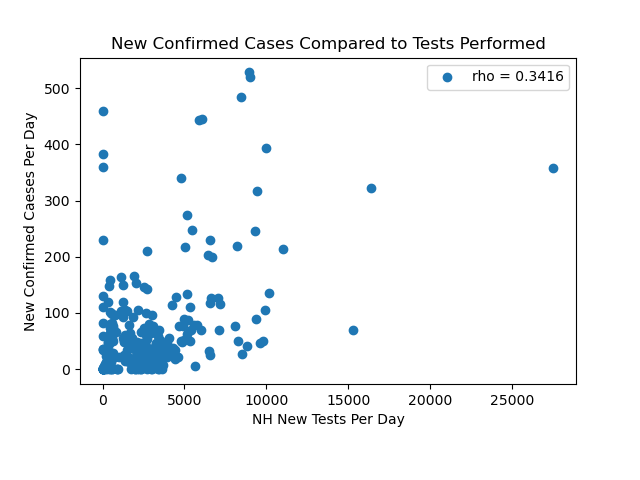 New Confirmed Cases Compared to Tests Performed
rho = 0.3416
500
400
300
200
100
0
New Confirmed Caeses Per Day
0 5000 10000 15000 20000 25000
NH New Tests Per Day